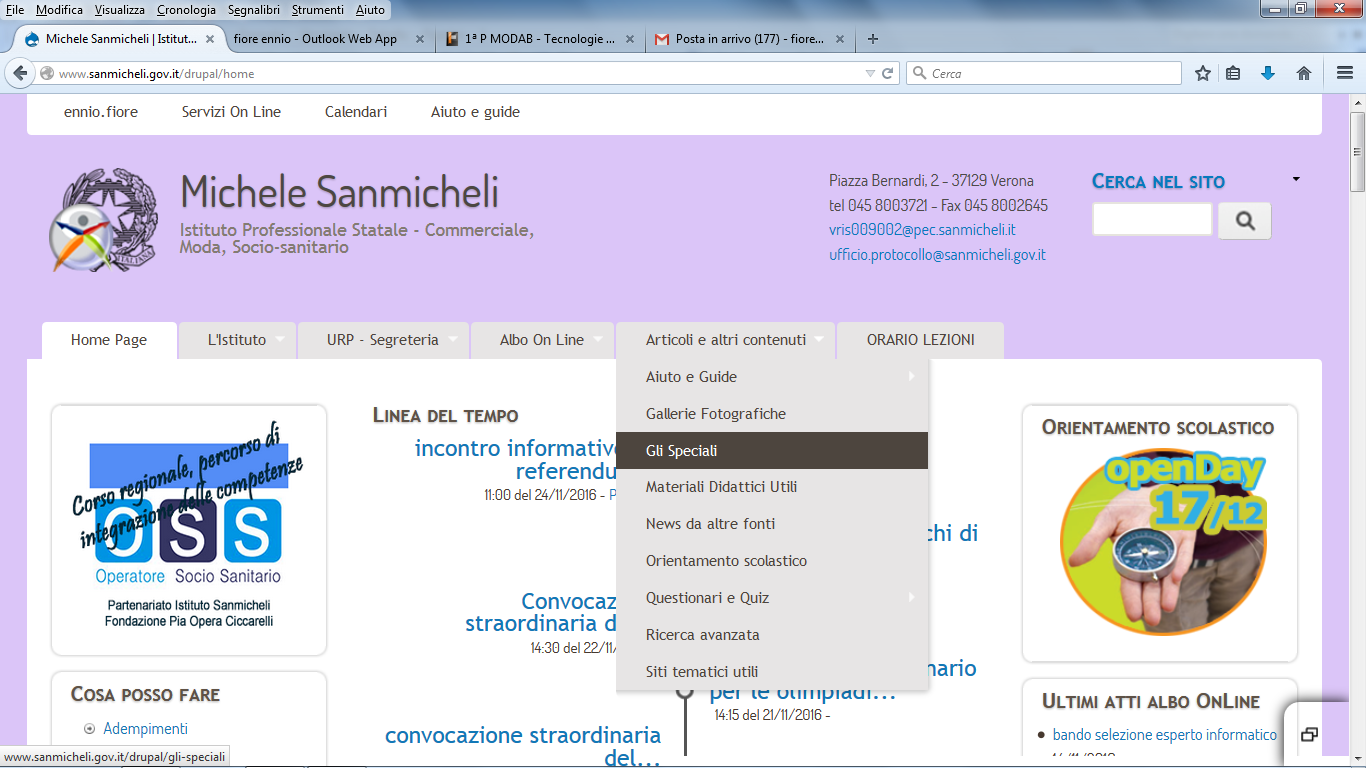 File Modifica Visualizza Cronologia Segnalibri Strumenti Aiuto
Michele Sanmicheli | Istitut...
fiore ennio - Outlook Web App
1ª P MODAB - Tecnologie ...
Posta in arrivo (177) - fiore...
www.sanmicheli.gov.it/drupal/home
Cerca
ennio.fiore Servizi On Line Calendari Aiuto e guide
Michele Sanmicheli
Istituto Professionale Statale - Commerciale,
Moda, Socio-sanitario
Piazza Bernardi, 2 - 37129 Verona
tel 045 8003721 - Fax 045 8002645
vris009002@pec.sanmicheli.it
ufficio.protocollo@sanmicheli.gov.it
Cerca nel sito
Home Page L'Istituto URP - Segreteria Albo On Line Articoli e altri contenuti ORARIO LEZIONI
Aiuto e Guide
Gallerie Fotografiche
Gli Speciali
Materiali Didattici Utili
News da altre fonti
Orientamento scolastico
Questionari e Quiz
Ricerca avanzata
Siti tematici utili
Corso regionale, percorso di
integrazione delle competenze
OSS
Operatore Socio Sanitario
Partenariato Istituto Sanmicheli
Fondazione Pia Opera Ciccarelli
Cosa posso fare
Adempimenti
Linea del tempo
incontro informativo
referendu
11:00 del 24/11/2016 - P
chi di
Convocaz
straordinaria d
14:30 del 22/11/
nario
per le olimpiadi...
14:15 del 21/11/2016 -
convocazione straordinaria
del...
Orientamento scolastico
openDay
17/12
Ultimi atti albo OnLine
bando selezione esperto informatico
www.sanmicheli.gov.it/drupal/gli-speciali